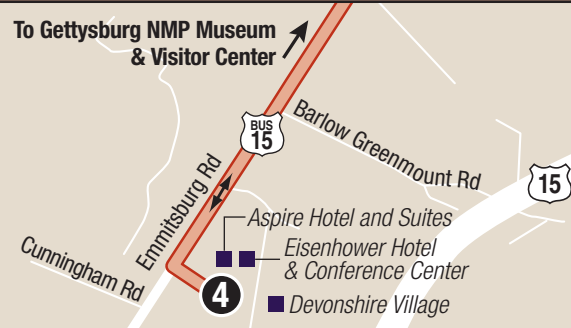 To Gettysburg NMP Museum
& Visitor Center
BUS
15
Barlow Greenmount Rd
15
Emmitsburg Rd
Aspire Hotel and Suites
Cunningham Rd
Eisenhower Hotel
& Conference Center
4
Devonshire Village